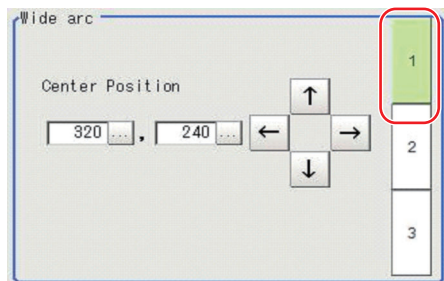 Wide arc
1
Center Position
↑
320 ... , 240 ... ← →
2
↓
3